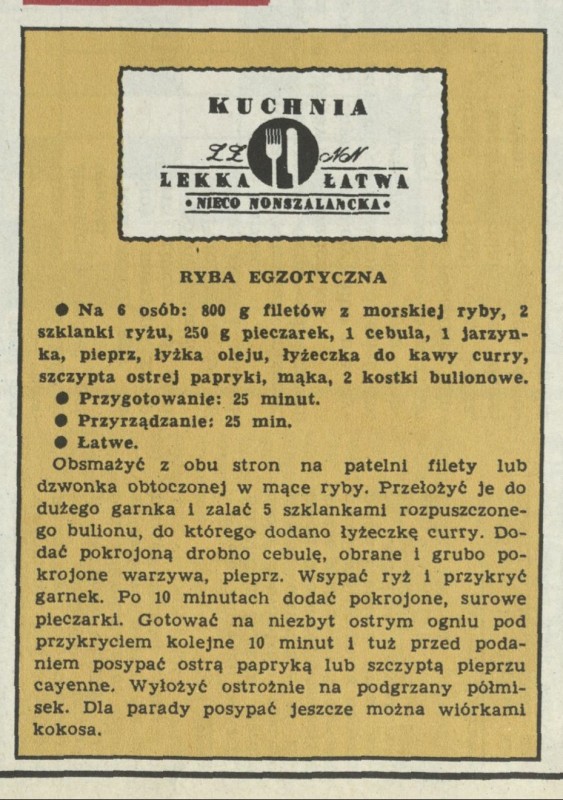 KUCHNIA
ŁŁ NN
LEKKA ŁATWA
• NIECO NONSZALANCKA •
RYBA EGZOTYCZNA
● Na 6 osób: 800 g filetów z morskiej ryby, 2
szklanki ryżu, 250 g pieczarek, 1 cebula, 1 jarzyn-
ka, pieprz, łyżka oleju, łyżeczka do kawy curry,
szczypta ostrej papryki, mąka, 2 kostki bulionowe.
● Przygotowanie: 25 minut.
● Przyrządzanie: 25 min.
● Łatwe.
Obsmażyć z obu stron na patelni filety lub
dzwonka obtoczonej w mące ryby. Przełożyć je do
dużego garnka i zalać 5 szklankami rozpuszczone-
go bulionu, do którego dodano łyżeczkę curry. Do-
dać pokrojoną drobno cebulę, obrane i grubo po-
krojone warzywa, pieprz. Wsypać ryż i przykryć
garnek. Po 10 minutach dodać pokrojone, surowe
pieczarki. Gotować na niezbyt ostrym ogniu pod
przykryciem kolejne 10 minut i tuż przed poda-
niem posypać ostrą papryką lub szczyptą pieprzu
cayenne. Wyłożyć ostrożnie na podgrzany półmi-
sek. Dla parady posypać jeszcze można wiórkami
kokosa.